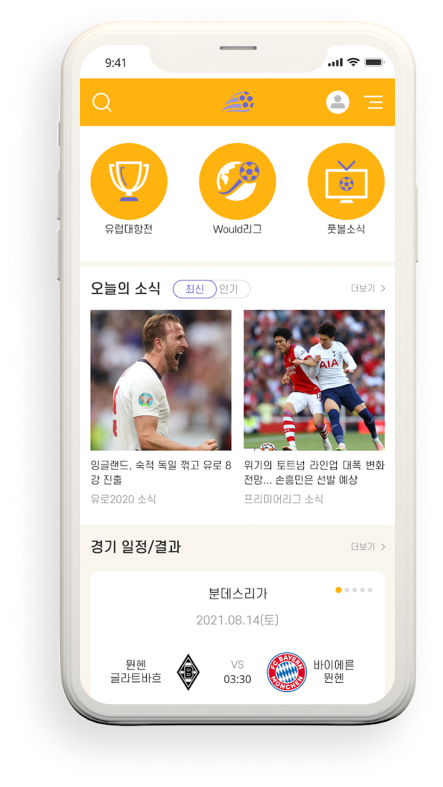 9:41
유럽대항전
Would리그
풋볼소식
오늘의 소식
최신
인기
더보기
잉글랜드, 숙적 독일 꺾고 유로 8
강 진출
유로2020 소식
위기의 토트넘 라인업 대폭 변화
전망... 손흥민은 선발 예상
프리미어리그 소식
AIA
경기 일정/결과
더보기
분데스리가
2021.08.14(토)
묀헨
글라트바흐
B
VS
03:30
FC BAYERN
MÜNCHEN
바이에른
뮌헨